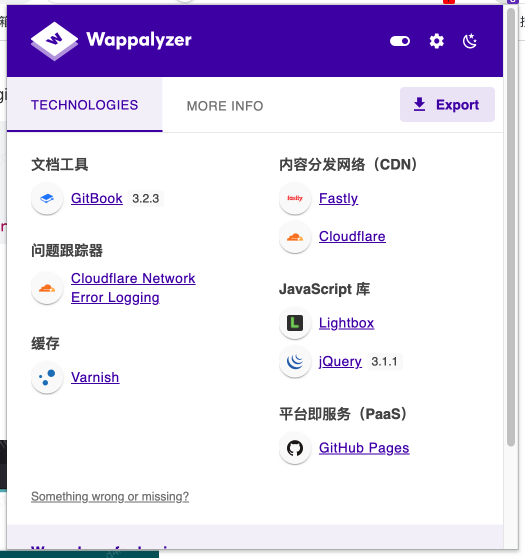 Wappalyzer
TECHNOLOGIES
MORE INFO
Export
文档工具
GitBook 3.2.3
问题跟踪器
Cloudflare Network
Error Logging
缓存
Varnish
内容分发网络（CDN）
fastly
Fastly
Cloudflare
JavaScript 库
Lightbox
jQuery 3.1.1
平台即服务（PaaS）
GitHub Pages
Something wrong or missing?